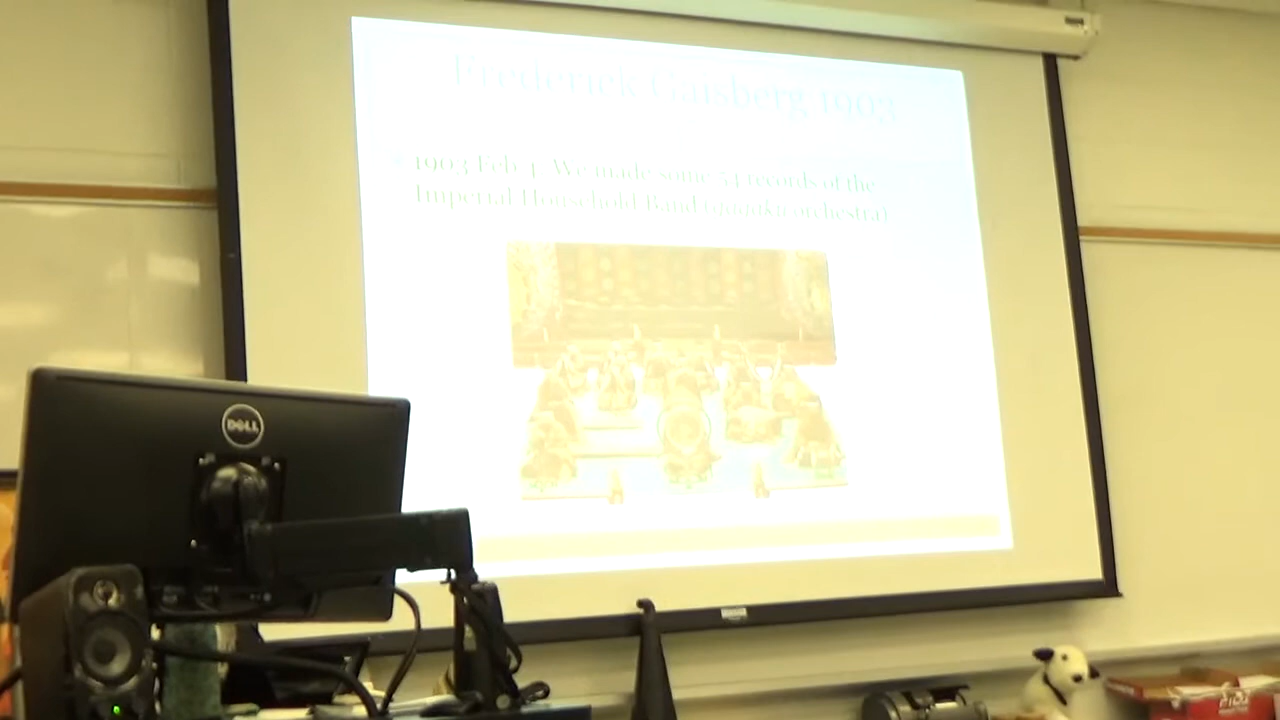 Frederick Gaisberg 1903
1903 Feb 4 We made some 54 records of the
Imperial Household Band (gagaku orchestra)
DELL